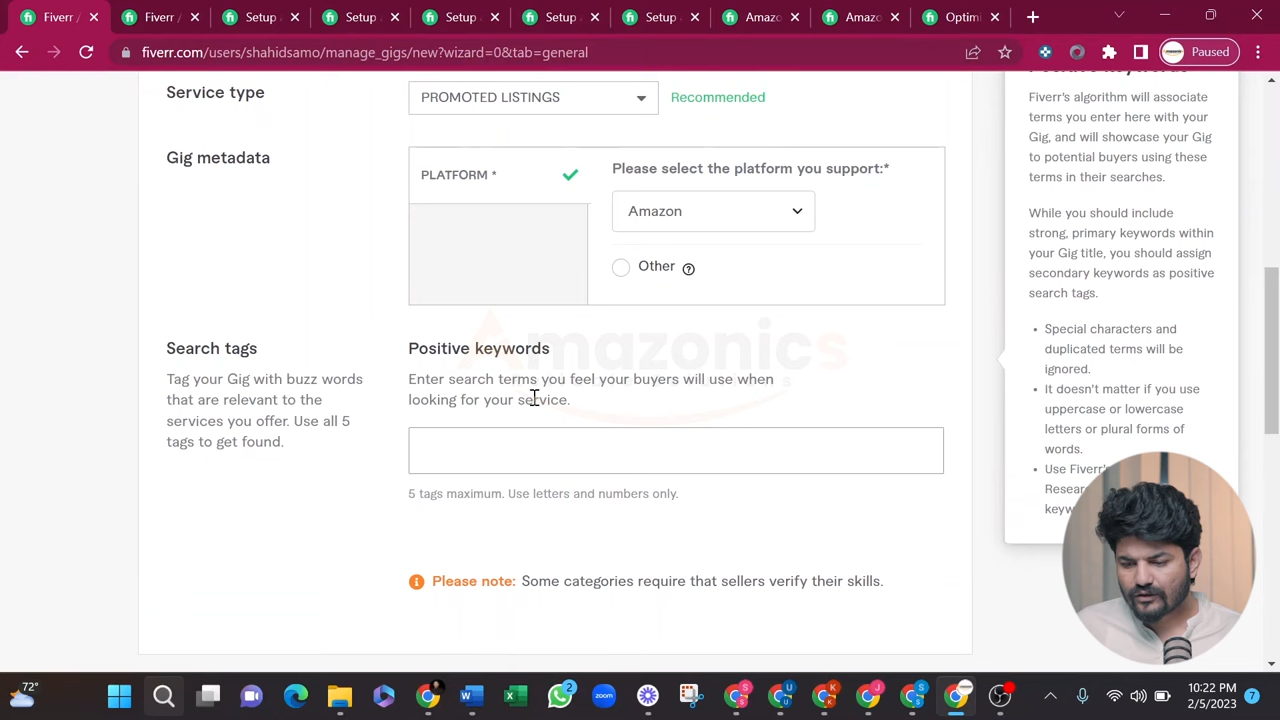 Fiverr /
Fiverr /
Setup
Setup
Setup
Setup
Setup
Amazo
Amazo
Optimi
fiverr.com/users/shahidsamo/manage_gigs/new?wizard=0&tab=general
Paused
Service type
PROMOTED LISTINGS
Recommended
Gig metadata
PLATFORM *
Please select the platform you support:*
Amazon
Other
Search tags
Tag your Gig with buzz words
that are relevant to the
services you offer. Use all 5
tags to get found.
Positive keywords
Enter search terms you feel your buyers will use when
looking for your service.
5 tags maximum. Use letters and numbers only.
Please note: Some categories require that sellers verify their skills.
Amazonics
Positive keywords
Fiverr's algorithm will associate
terms you enter here with your
Gig, and will showcase your Gig
to potential buyers using these
terms in their searches.
While you should include
strong, primary keywords within
your Gig title, you should assign
secondary keywords as positive
search tags.
• Special characters and
duplicated terms will be
ignored.
• It doesn't matter if you use
uppercase or lowercase
letters or plural forms of
words.
• Use Fiverr's
72°
2
zoom
10:22 PM
2/5/2023
7